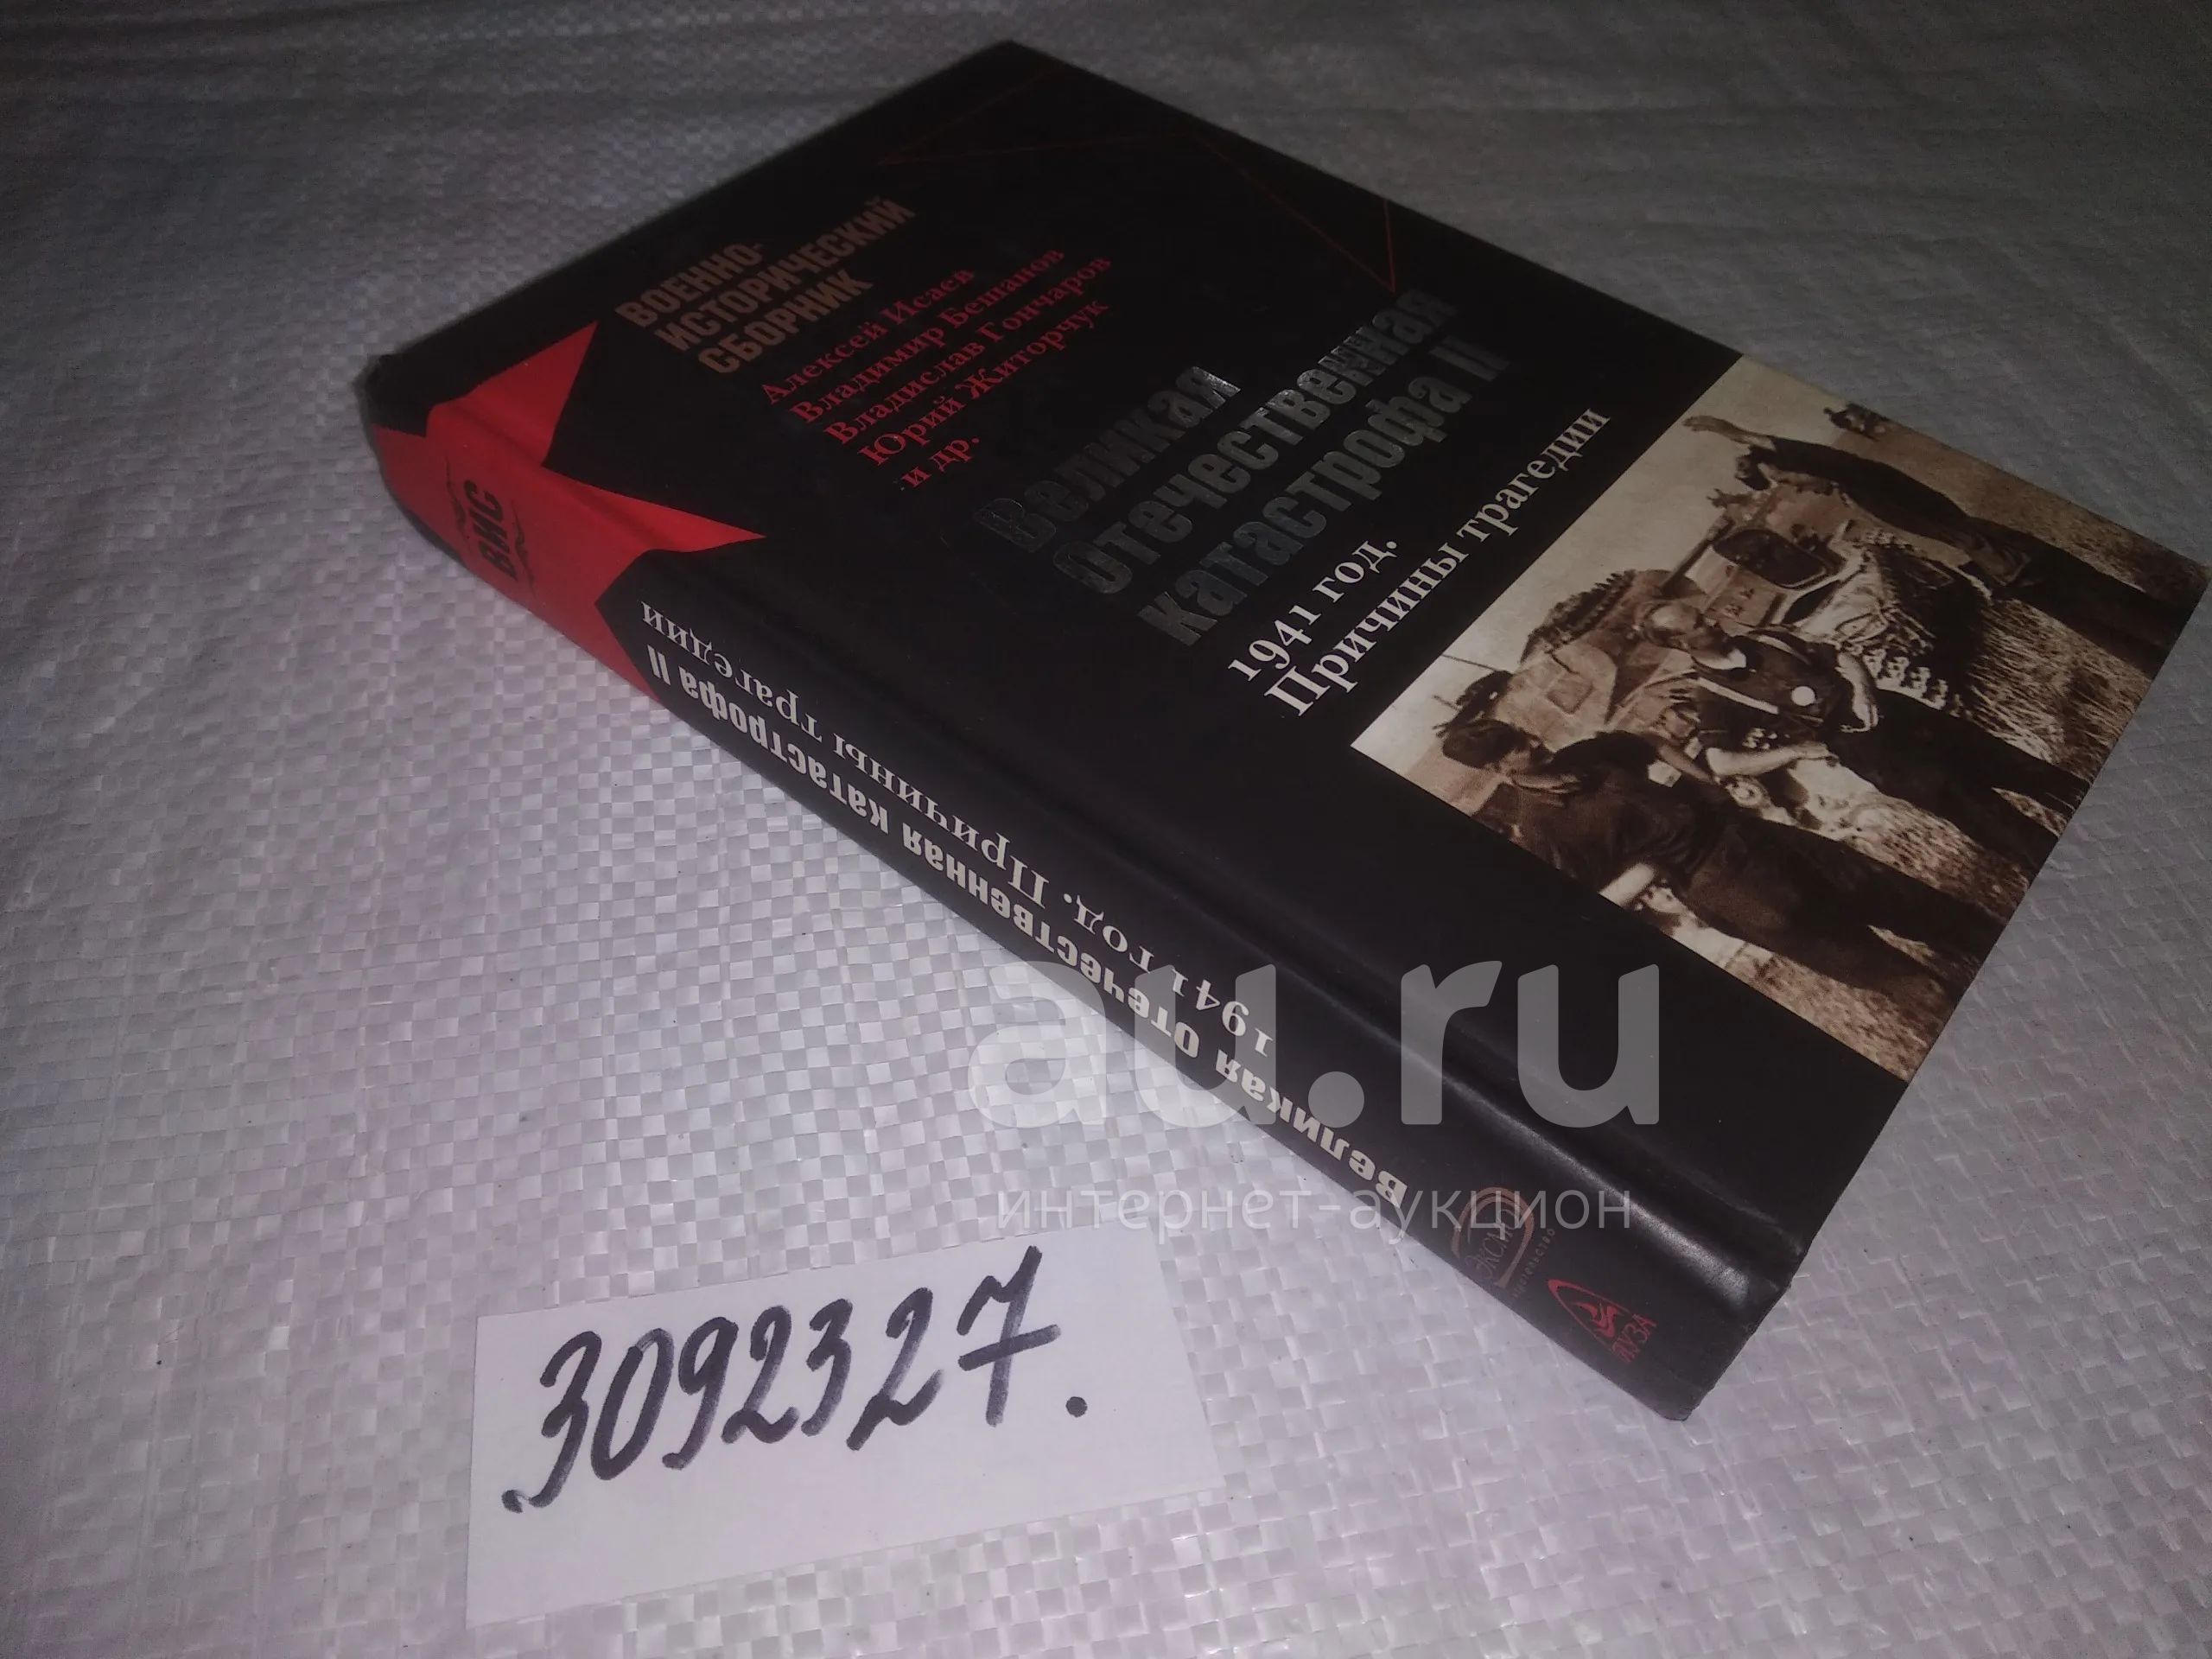 ВОЕННО-
ИСТОРИЧЕСКИЙ
СБОРНИК
Алексей Исаев
Владимир Бешанов
Владислав Гончаров
Юрий Житорчук
и др.
Великая
Отечественная
катастрофа II
1941 год.
Причины трагедии
ВИС
Великая Отечественная катастрофа II
1941 год. Причины трагедии
ЭКСМО
ЯУЗА
au.ru
интернет-аукцион
3092327.